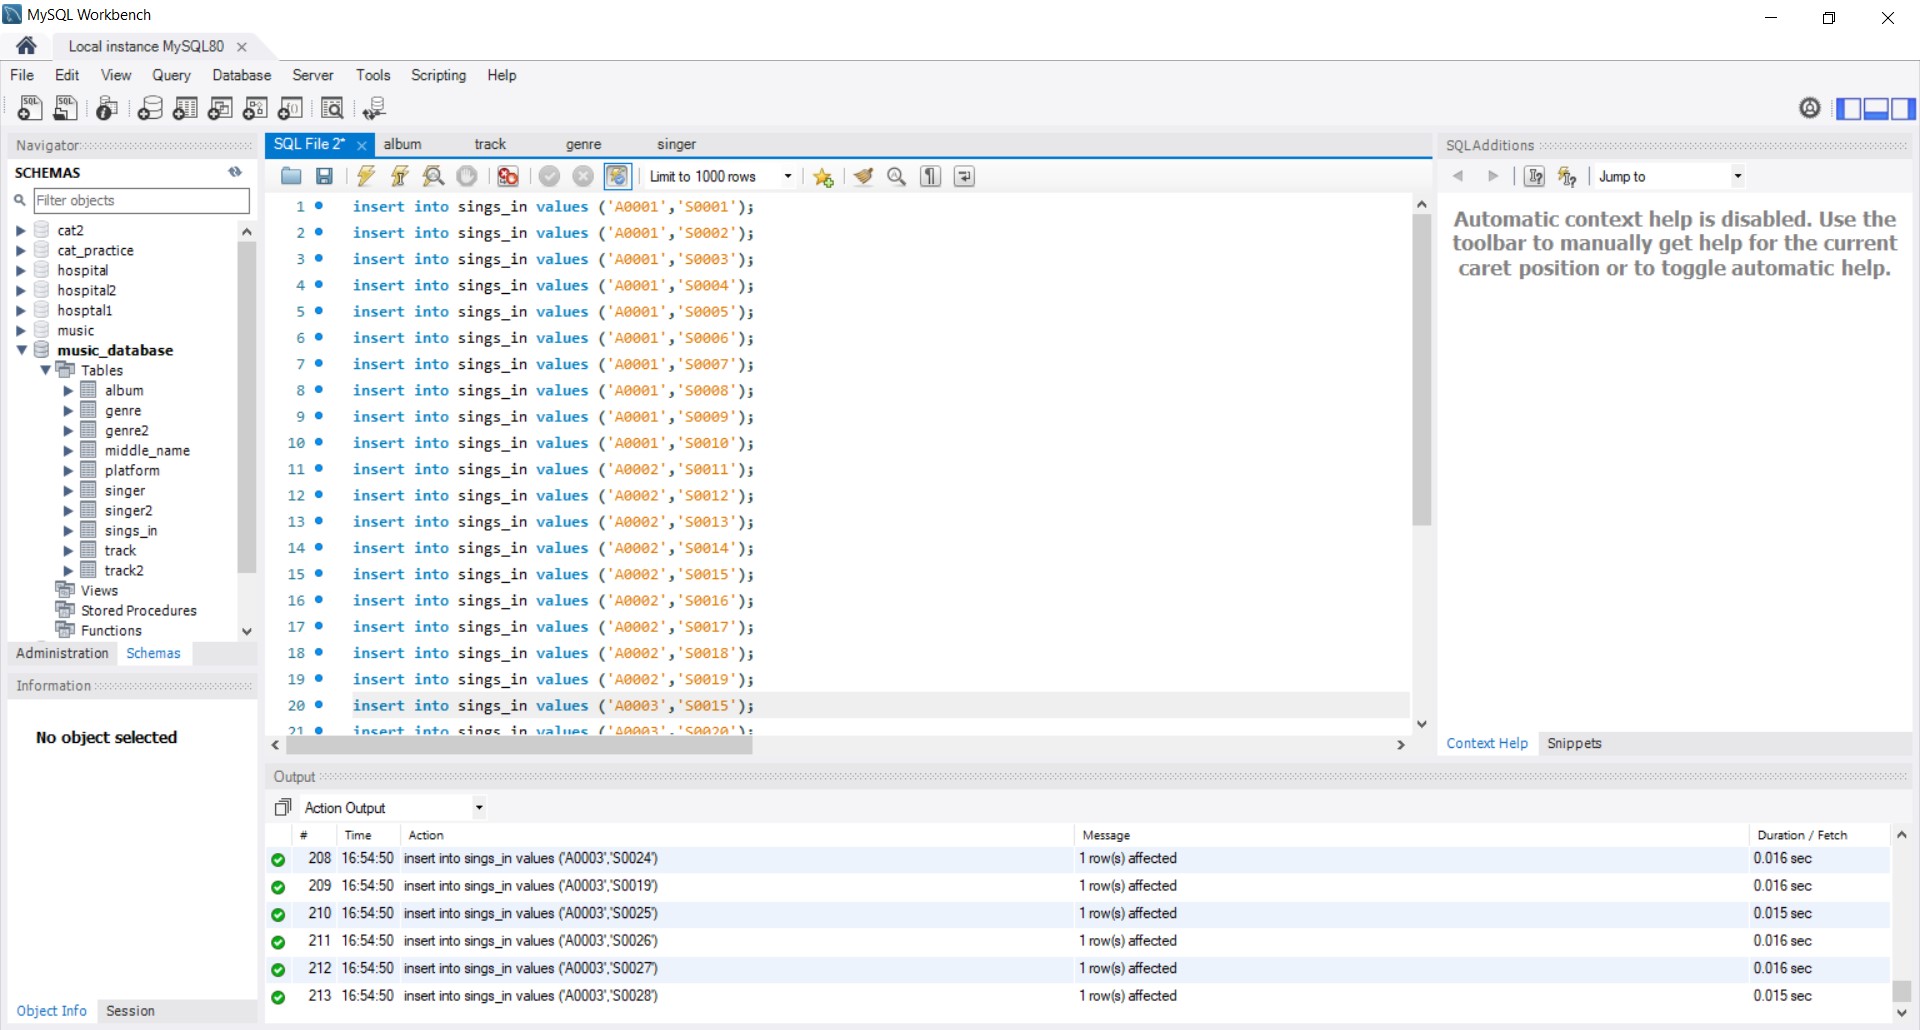 MySQL Workbench
Local instance MySQL80
File Edit View Query Database Server Tools Scripting Help
Navigator
SCHEMAS
Filter objects
cat2
cat_practice
hospital
hospital2
hosptal1
music
music_database
Tables
album
genre
genre2
middle_name
platform
singer
singer2
sings_in
track
track2
Views
Stored Procedures
Functions
Administration Schemas
Information
No object selected
Object Info Session
SQL File 2* album track genre singer
Limit to 1000 rows
1 insert into sings_in values ('A0001','S0001');
2 insert into sings_in values ('A0001','S0002');
3 insert into sings_in values ('A0001','S0003');
4 insert into sings_in values ('A0001','S0004');
5 insert into sings_in values ('A0001','S0005');
6 insert into sings_in values ('A0001','S0006');
7 insert into sings_in values ('A0001','S0007');
8 insert into sings_in values ('A0001','S0008');
9 insert into sings_in values ('A0001','S0009');
10 insert into sings_in values ('A0001','S0010');
11 insert into sings_in values ('A0002','S0011');
12 insert into sings_in values ('A0002','S0012');
13 insert into sings_in values ('A0002','S0013');
14 insert into sings_in values ('A0002','S0014');
15 insert into sings_in values ('A0002','S0015');
16 insert into sings_in values ('A0002','S0016');
17 insert into sings_in values ('A0002','S0017');
18 insert into sings_in values ('A0002','S0018');
19 insert into sings_in values ('A0002','S0019');
20 insert into sings_in values ('A0003','S0015');
21 insert into sings_in values ('A0003','S0020');
SQLAdditions
Jump to
Automatic context help is disabled. Use the
toolbar to manually get help for the current
caret position or to toggle automatic help.
Context Help Snippets
Output
Action Output
# Time Action Message Duration / Fetch
208 16:54:50 insert into sings_in values ('A0003','S0024') 1 row(s) affected 0.016 sec
209 16:54:50 insert into sings_in values ('A0003','S0019') 1 row(s) affected 0.016 sec
210 16:54:50 insert into sings_in values ('A0003','S0025') 1 row(s) affected 0.015 sec
211 16:54:50 insert into sings_in values ('A0003','S0026') 1 row(s) affected 0.016 sec
212 16:54:50 insert into sings_in values ('A0003','S0027') 1 row(s) affected 0.016 sec
213 16:54:50 insert into sings_in values ('A0003','S0028') 1 row(s) affected 0.015 sec